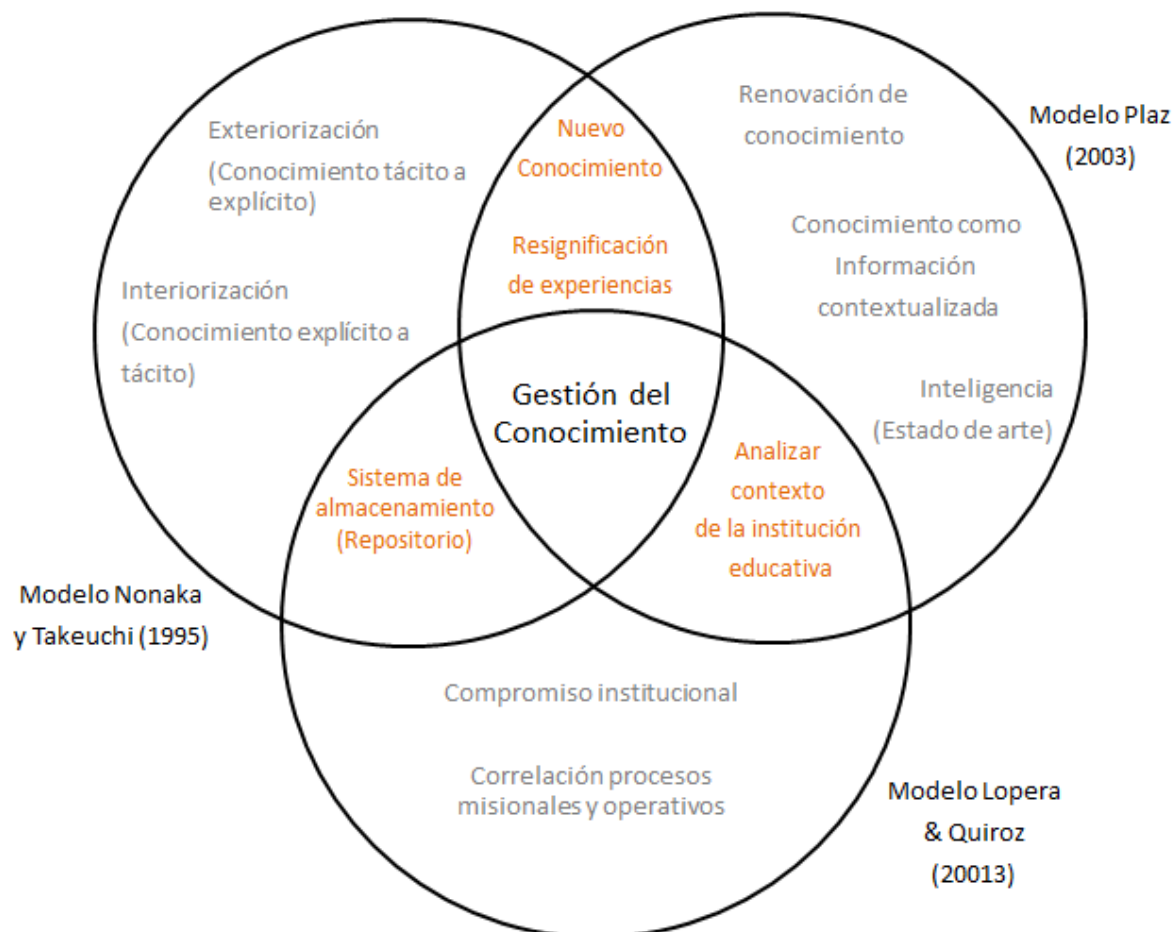 Exteriorización
(Conocimiento tácito a
explícito)
Interiorización
(Conocimiento explícito a
tácito)
Nuevo
Conocimiento
Resignificación
de experiencias
Renovación de
conocimiento
Modelo Plaz
(2003)
Conocimiento como
Información
contextualizada
Inteligencia
(Estado de arte)
Gestión del
Conocimiento
Sistema de
almacenamiento
(Repositorio)
Analizar
contexto
de la institución
educativa
Modelo Nonaka
y Takeuchi (1995)
Compromiso institucional
Correlación procesos
misionales y operativos
Modelo Lopera
& Quiroz
(20013)